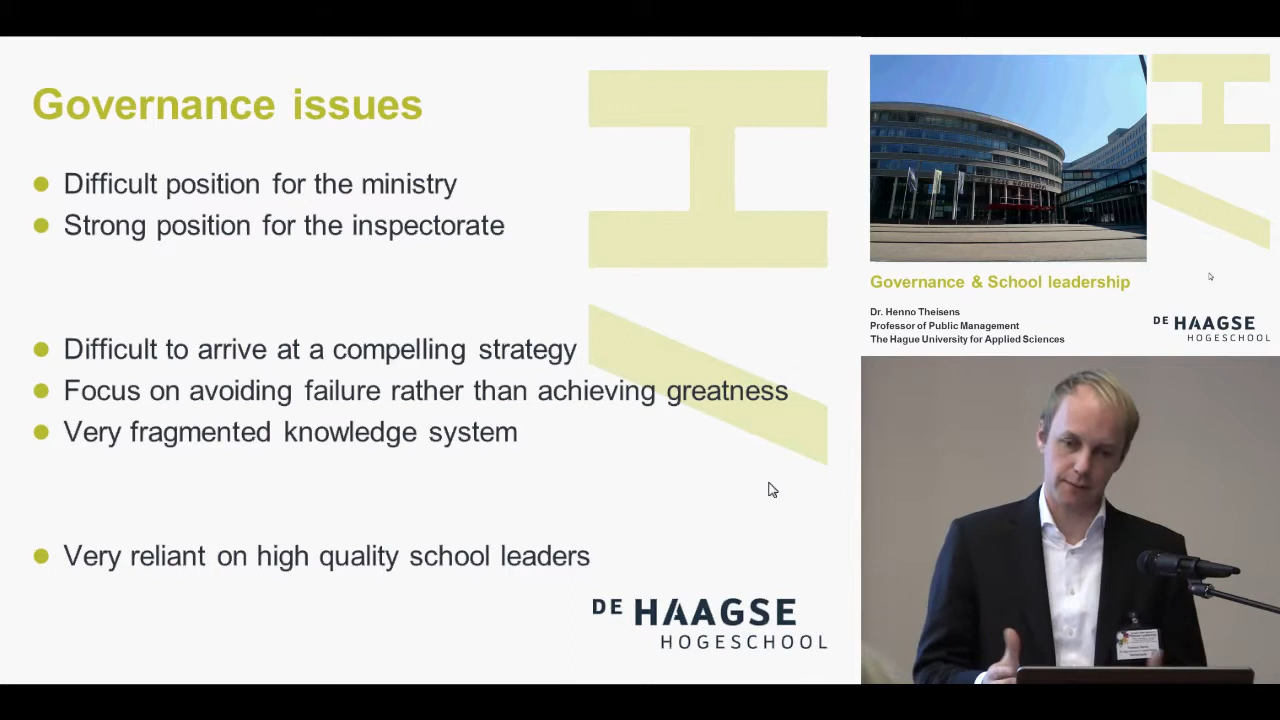 Governance issues
Difficult position for the ministry
Strong position for the inspectorate
Difficult to arrive at a compelling strategy
Focus on avoiding failure rather than achieving greatness
Very fragmented knowledge system
Very reliant on high quality school leaders
DE HAAGSE
HOGESCHOOL
Governance & School leadership
Dr. Henno Theisens
Professor of Public Management
The Hague University for Applied Sciences
DE HAAGSE
HOGESCHOOL